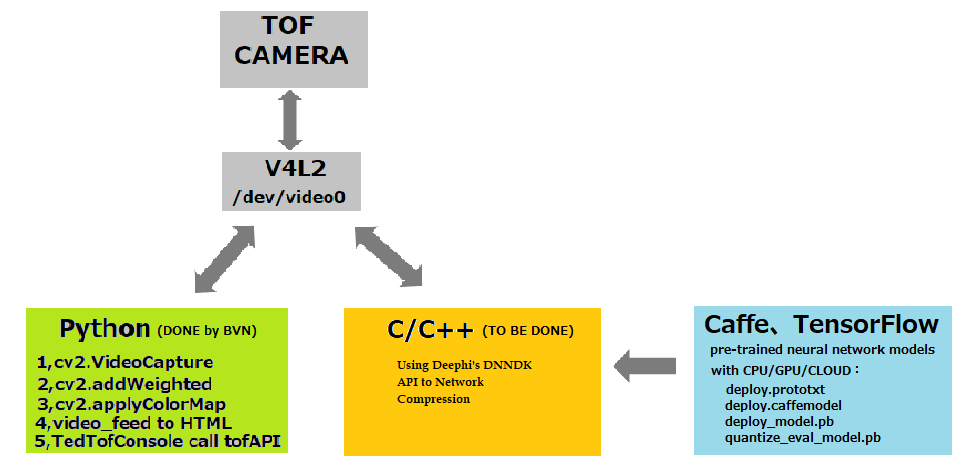 TOF
CAMERA
V4L2
/dev/video0
Python (DONE by BVN)
1,cv2.VideoCapture
2,cv2.addWeighted
3,cv2.applyColorMap
4,video_feed to HTML
5,TedTofConsole call tofAPI
C/C++ (TO BE DONE)
Using Deephi's DNNDK
API to Network
Compression
Caffe、TensorFlow
pre-trained neural network models
with CPU/GPU/CLOUD：
deploy.prototxt
deploy.caffemodel
deploy_model.pb
quantize_eval_model.pb